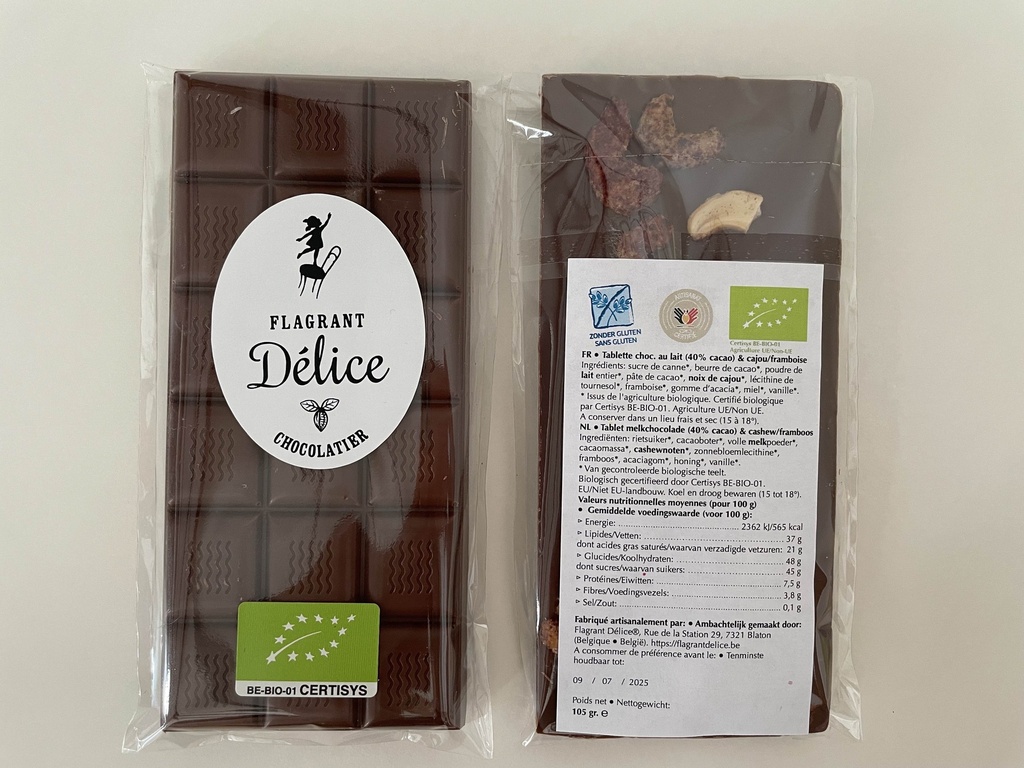 FLAGRANT
Délice
CHOCOLATIER
BE-BIO-01 CERTISYS
ZONDER GLUTEN
SANS GLUTEN
ARTISANAT
Certisys BE-BIO-01
Agriculture UE/Non-UE
FR • Tablette choc. au lait (40% cacao) & cajou/framboise
Ingrédients: sucre de canne*, beurre de cacao*, poudre de
lait entier*, pâte de cacao*, noix de cajou*, lécithine de
tournesol*, framboise*, gomme d'acacia*, miel*, vanille*.
* Issus de l'agriculture biologique. Certifié biologique
par Certisys BE-BIO-01. Agriculture UE/Non UE.
A conserver dans un lieu frais et sec (15 à 18°).
NL • Tablet melkchocolade (40% cacao) & cashew/framboos
Ingrediënten: rietsuiker*, cacaoboter*, volle melkpoeder*,
cacaomassa*, cashewnoten*, zonnebloemlecithine*,
framboos*, acaciagom*, honing*, vanille*.
* Van gecontroleerde biologische teelt.
Biologisch gecertifieerd door Certisys BE-BIO-01.
EU/Niet EU-landbouw. Koel en droog bewaren (15 tot 18°).
Valeurs nutritionnelles moyennes (pour 100 g)
• Gemiddelde voedingswaarde (voor 100 g):
▻ Energie: 2362 kJ/565 kcal
▻ Lipides/Vetten: 37 g
dont acides gras saturés/waarvan verzadigde vetzuren: 21 g
▻ Glucides/Koolhydraten: 48 g
dont sucres/waarvan suikers: 45 g
▻ Protéines/Eiwitten: 7,5 g
▻ Fibres/Voedingsvezels: 3,8 g
▻ Sel/Zout: 0,1 g
Fabriqué artisanalement par: • Ambachtelijk gemaakt door:
Flagrant Délice®, Rue de la Station 29, 7321 Blaton
(Belgique • België). https://flagrantdelice.be
A consommer de préférence avant le: • Tenminste
houdbaar tot:
09 / 07 / 2025
Poids net • Nettogewicht:
105 gr. ℮